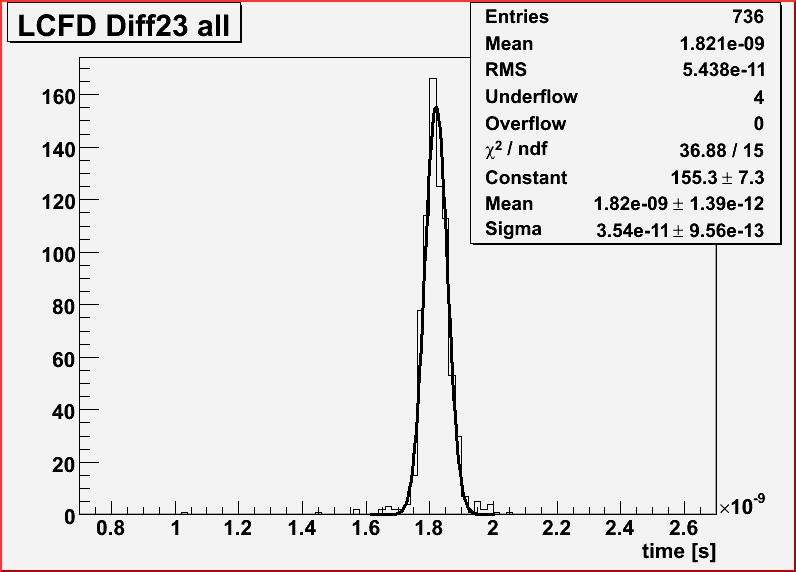 LCFD Diff23 all
Entries 736
Mean 1.821e-09
RMS 5.438e-11
Underflow 4
Overflow 0
χ² / ndf 36.88 / 15
Constant 155.3 ± 7.3
Mean 1.82e-09 ± 1.39e-12
Sigma 3.54e-11 ± 9.56e-13
160
140
120
100
80
60
40
20
0
0.8 1 1.2 1.4 1.6 1.8 2 2.2 2.4 2.6
×10⁻⁹
time [s]